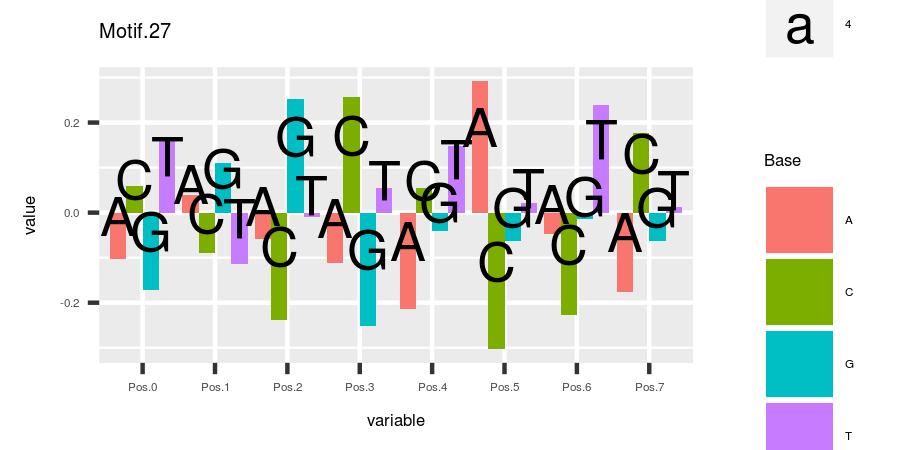 Motif.27
a 4
Base
A
C
G
T
value
0.2
0.0
-0.2
A C G T A C G T A C G T A C G T A C G T A C G T A C G T A C G T
Pos.0 Pos.1 Pos.2 Pos.3 Pos.4 Pos.5 Pos.6 Pos.7
variable